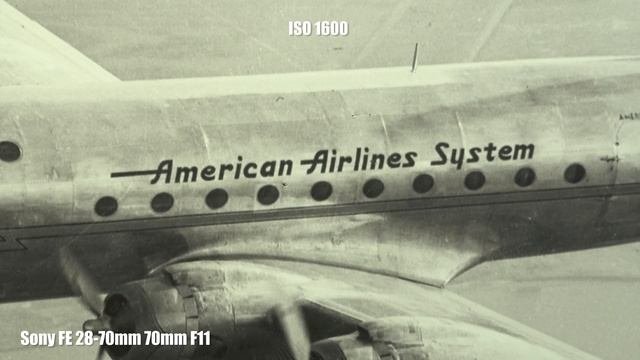 ISO 1600
American Airlines System
Sony FE 28-70mm 70mm F11